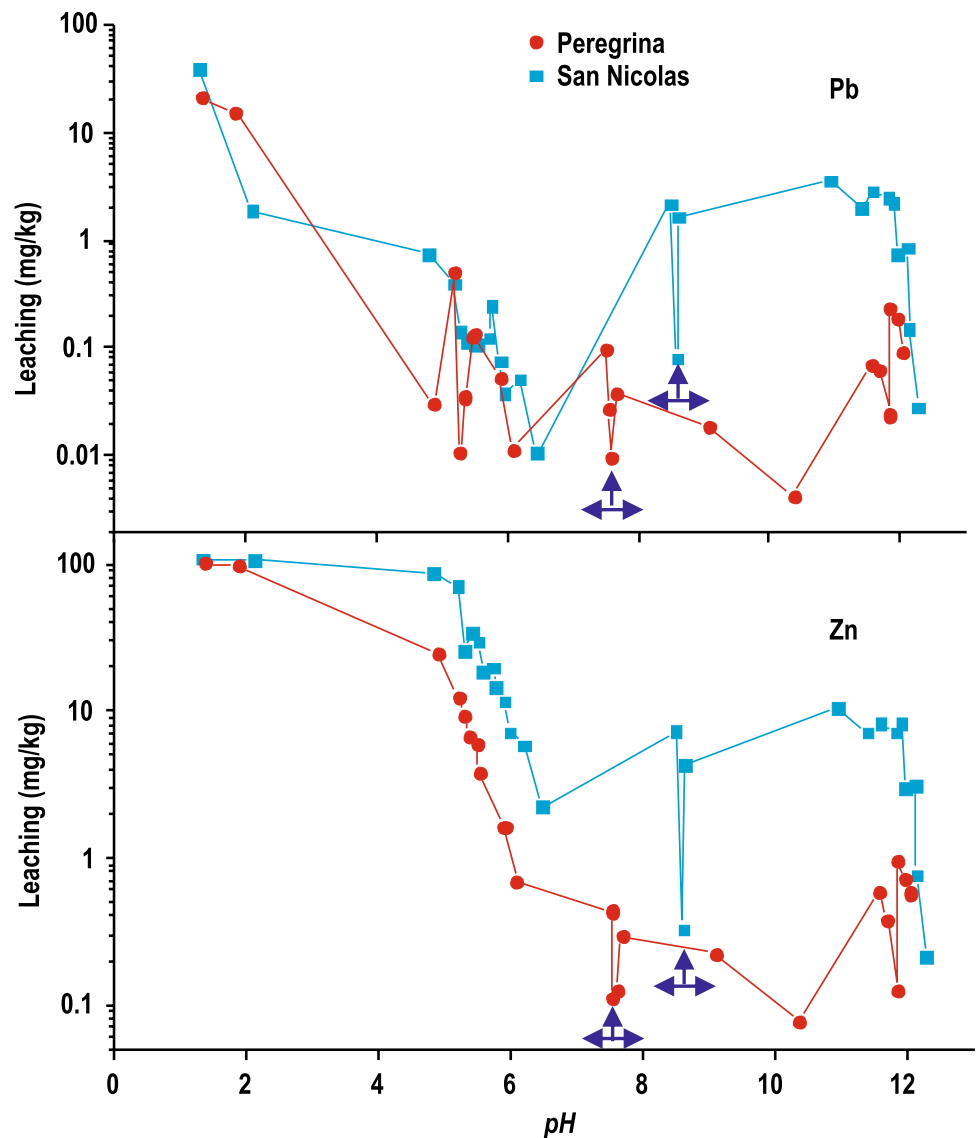 100
Peregrina
San Nicolas
Pb
10
1
0.1
0.01
Leaching (mg/kg)
100
Zn
10
1
0.1
Leaching (mg/kg)
0 2 4 6 8 10 12
pH